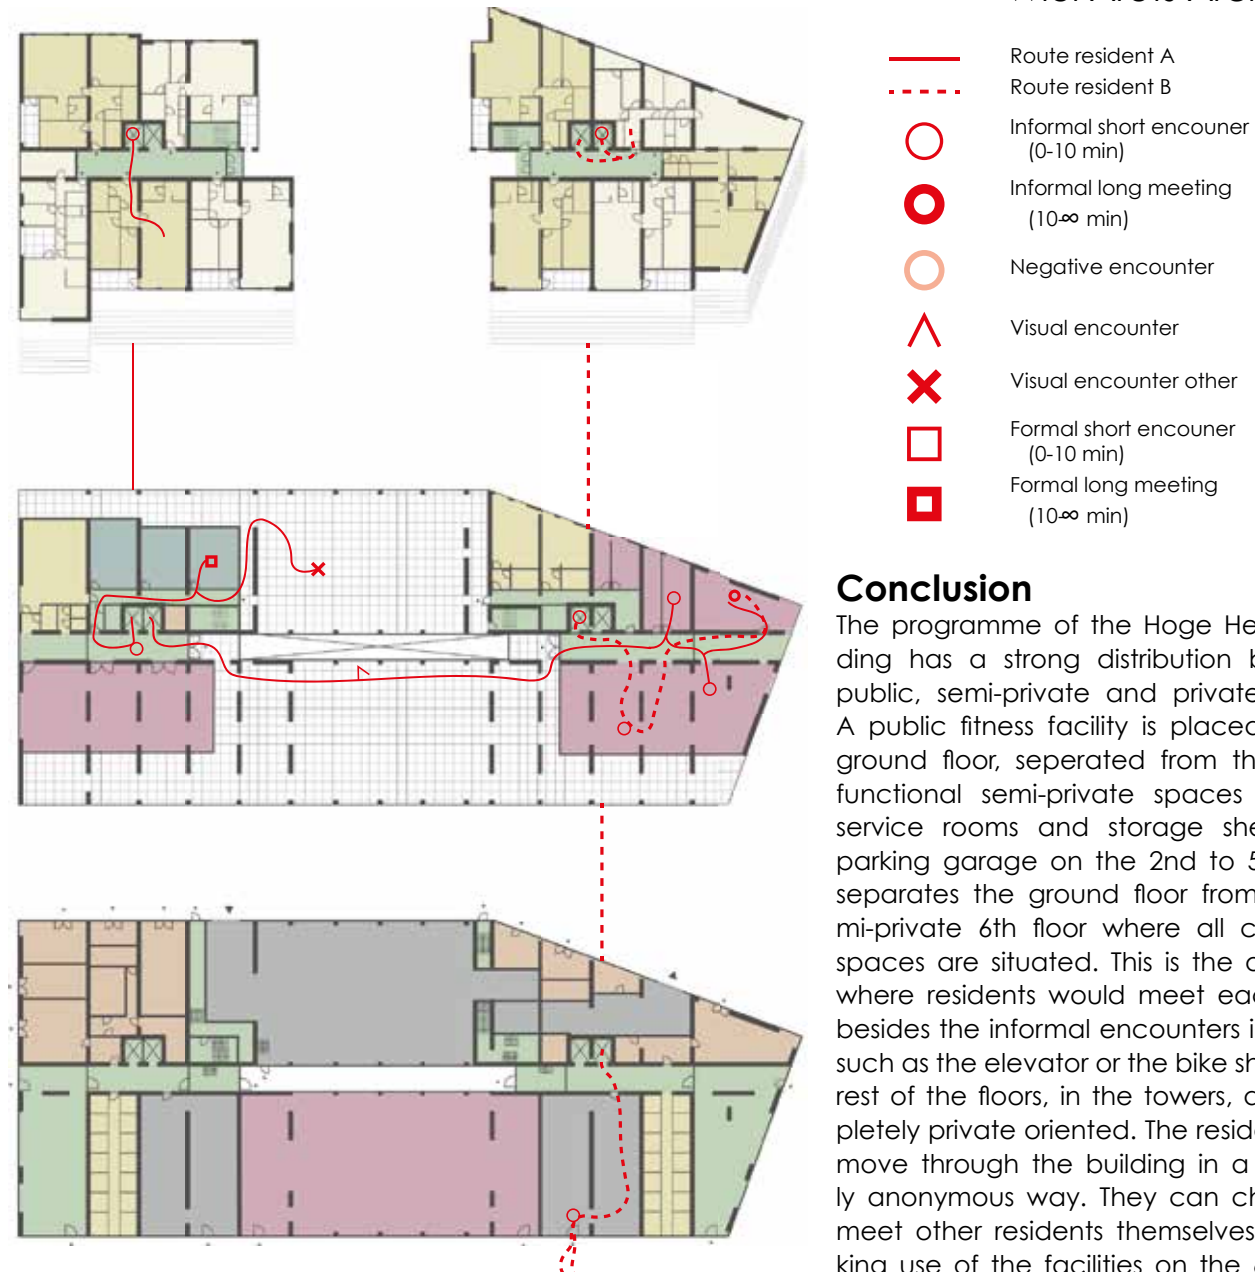 Route resident A
Route resident B
Informal short encouner
(0-10 min)
Informal long meeting
(10-∞ min)
Negative encounter
Visual encounter
Visual encounter other
Formal short encouner
(0-10 min)
Formal long meeting
(10-∞ min)
Conclusion
The programme of the Hoge He
ding has a strong distribution b
public, semi-private and private
A public fitness facility is placed
ground floor, seperated from th
functional semi-private spaces
service rooms and storage she
parking garage on the 2nd to 5
separates the ground floor from
mi-private 6th floor where all c
spaces are situated. This is the
where residents would meet eac
besides the informal encounters i
such as the elevator or the bike sh
rest of the floors, in the towers,
pletely private oriented. The reside
move through the building in a
ly anonymous way. They can ch
meet other residents themselves
king use of the facilities on the